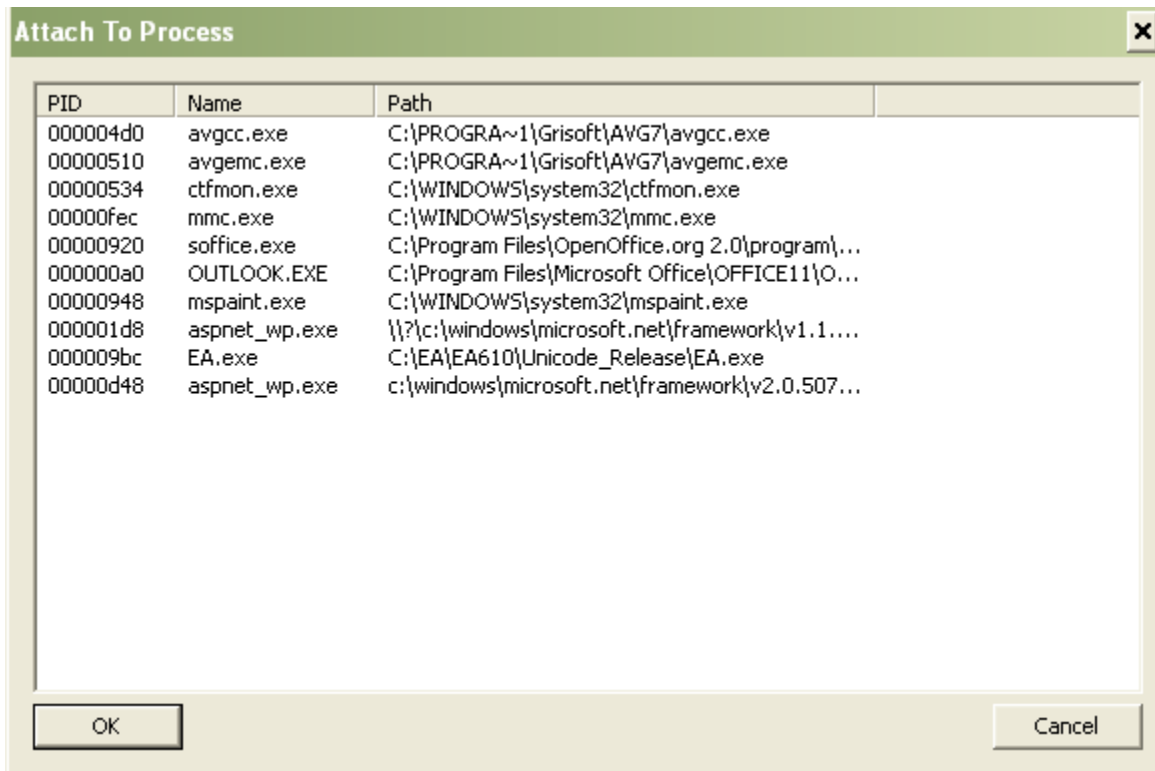 Attach To Process
PID Name Path
000004d0 avgcc.exe C:\PROGRA~1\Grisoft\AVG7\avgcc.exe
00000510 avgemc.exe C:\PROGRA~1\Grisoft\AVG7\avgemc.exe
00000534 ctfmon.exe C:\WINDOWS\system32\ctfmon.exe
00000fec mmc.exe C:\WINDOWS\system32\mmc.exe
00000920 soffice.exe C:\Program Files\OpenOffice.org 2.0\program\...
000000a0 OUTLOOK.EXE C:\Program Files\Microsoft Office\OFFICE11\O...
00000948 mspaint.exe C:\WINDOWS\system32\mspaint.exe
000001d8 aspnet_wp.exe \\?\c:\windows\microsoft.net\framework\v1.1....
000009bc EA.exe C:\EA\EA610\Unicode_Release\EA.exe
00000d48 aspnet_wp.exe c:\windows\microsoft.net\framework\v2.0.507...
OK Cancel